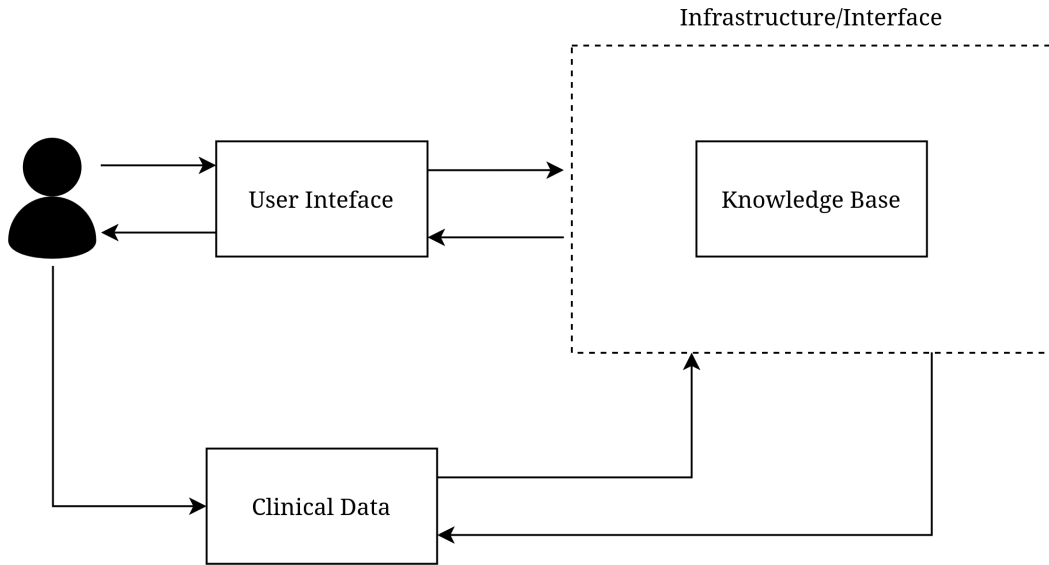 Infrastructure/Interface
User Inteface
Knowledge Base
Clinical Data